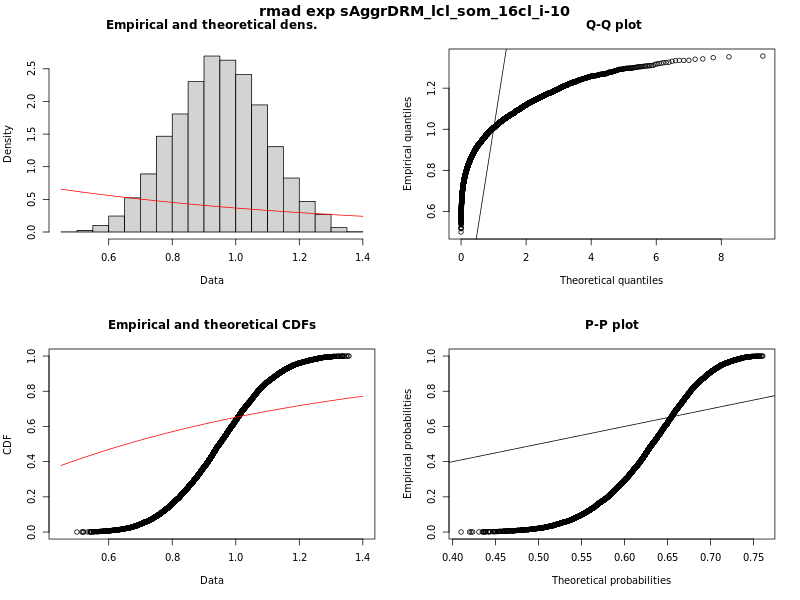 rmad exp sAggrDRM_lcl_som_16cl_i-10
Empirical and theoretical dens.
Density
0.0 0.5 1.0 1.5 2.0 2.5
0.6 0.8 1.0 1.2 1.4
Data
Q-Q plot
Empirical quantiles
0.6 0.8 1.0 1.2
0 2 4 6 8
Theoretical quantiles
Empirical and theoretical CDFs
CDF
0.0 0.2 0.4 0.6 0.8 1.0
0.6 0.8 1.0 1.2 1.4
Data
P-P plot
Empirical probabilities
0.0 0.2 0.4 0.6 0.8 1.0
0.40 0.45 0.50 0.55 0.60 0.65 0.70 0.75
Theoretical probabilities